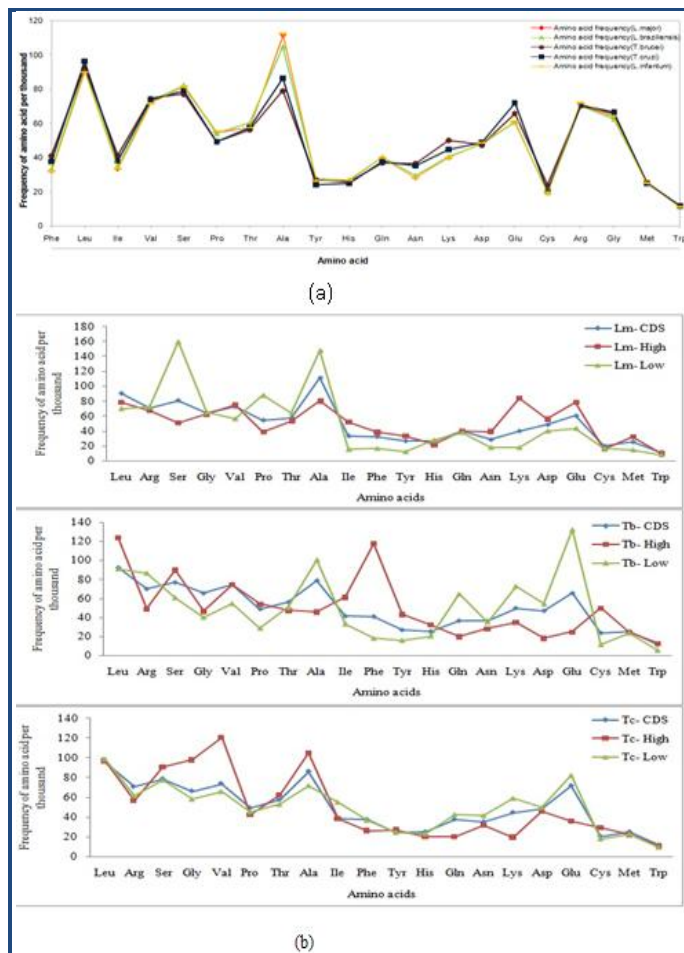 120
100
80
60
40
20
0
Frequency of amino acid per thousand
Amino acid frequency(L.major)
Amino acid frequency(L.braziliensis)
Amino acid frequency(T.brucei)
Amino acid frequency(T.cruzi)
Amino acid frequency(L.infantum)
Phe Leu Ile Val Ser Pro Thr Ala Tyr His Gln Asn Lys Asp Glu Cys Arg Gly Met Trp
Amino acid
(a)
180
160
140
120
100
80
60
40
20
0
Frequency of amino acid per
thousand
Lm- CDS
Lm- High
Lm- Low
Leu Arg Ser Gly Val Pro Thr Ala Ile Phe Tyr His Gln Asn Lys Asp Glu Cys Met Trp
Amino acids
140
120
100
80
60
40
20
0
Frequency of amino acid per
thousand
Tb- CDS
Tb- High
Tb- Low
Leu Arg Ser Gly Val Pro Thr Ala Ile Phe Tyr His Gln Asn Lys Asp Glu Cys Met Trp
Amino acids
140
120
100
80
60
40
20
0
Frequency of amino acid per
thousand
Tc- CDS
Tc- High
Tc- Low
Leu Arg Ser Gly Val Pro Thr Ala Ile Phe Tyr His Gln Asn Lys Asp Glu Cys Met Trp
Amino acids
(b)